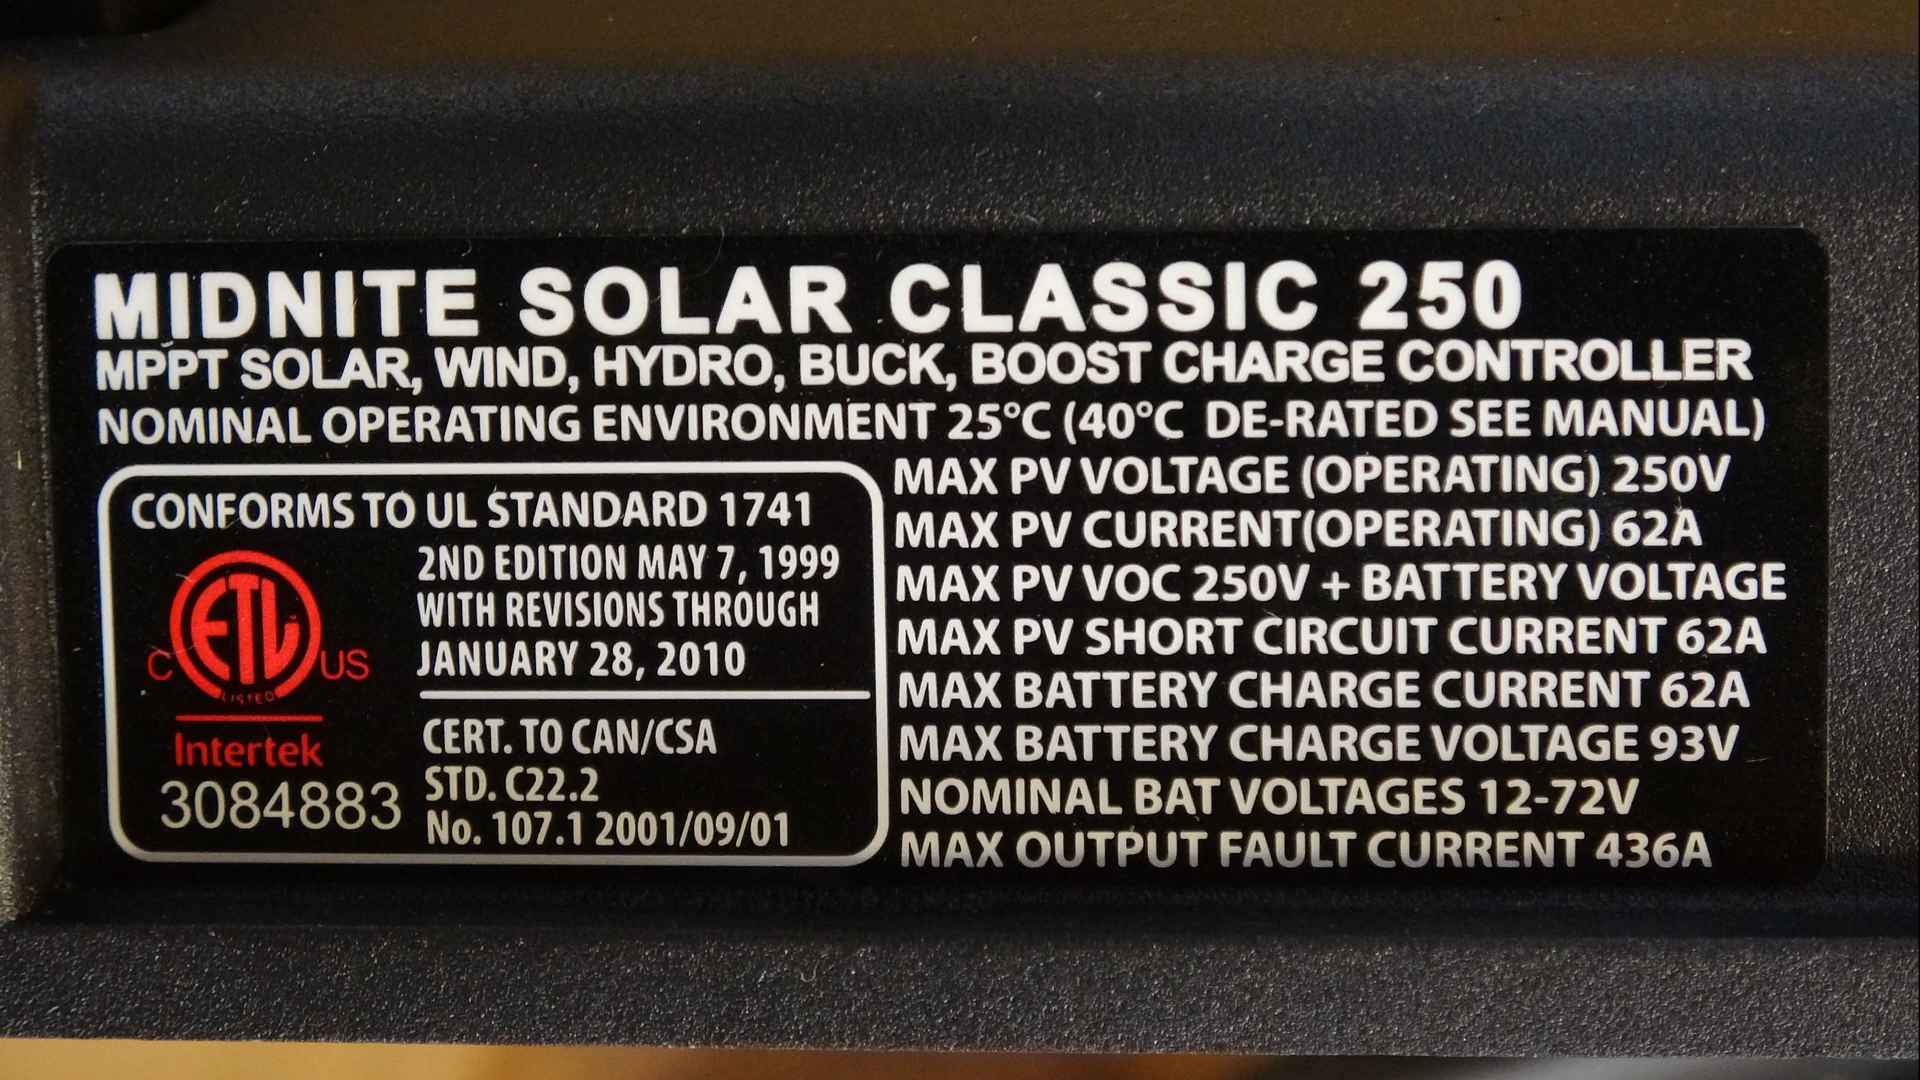 MIDNITE SOLAR CLASSIC 250
MPPT SOLAR, WIND, HYDRO, BUCK, BOOST CHARGE CONTROLLER
NOMINAL OPERATING ENVIRONMENT 25°C (40°C DE-RATED SEE MANUAL)
CONFORMS TO UL STANDARD 1741
2ND EDITION MAY 7, 1999
WITH REVISIONS THROUGH
JANUARY 28, 2010
C ETL US
LISTED
Intertek
3084883
CERT. TO CAN/CSA
STD. C22.2
No. 107.1 2001/09/01
MAX PV VOLTAGE (OPERATING) 250V
MAX PV CURRENT(OPERATING) 62A
MAX PV VOC 250V + BATTERY VOLTAGE
MAX PV SHORT CIRCUIT CURRENT 62A
MAX BATTERY CHARGE CURRENT 62A
MAX BATTERY CHARGE VOLTAGE 93V
NOMINAL BAT VOLTAGES 12-72V
MAX OUTPUT FAULT CURRENT 436A